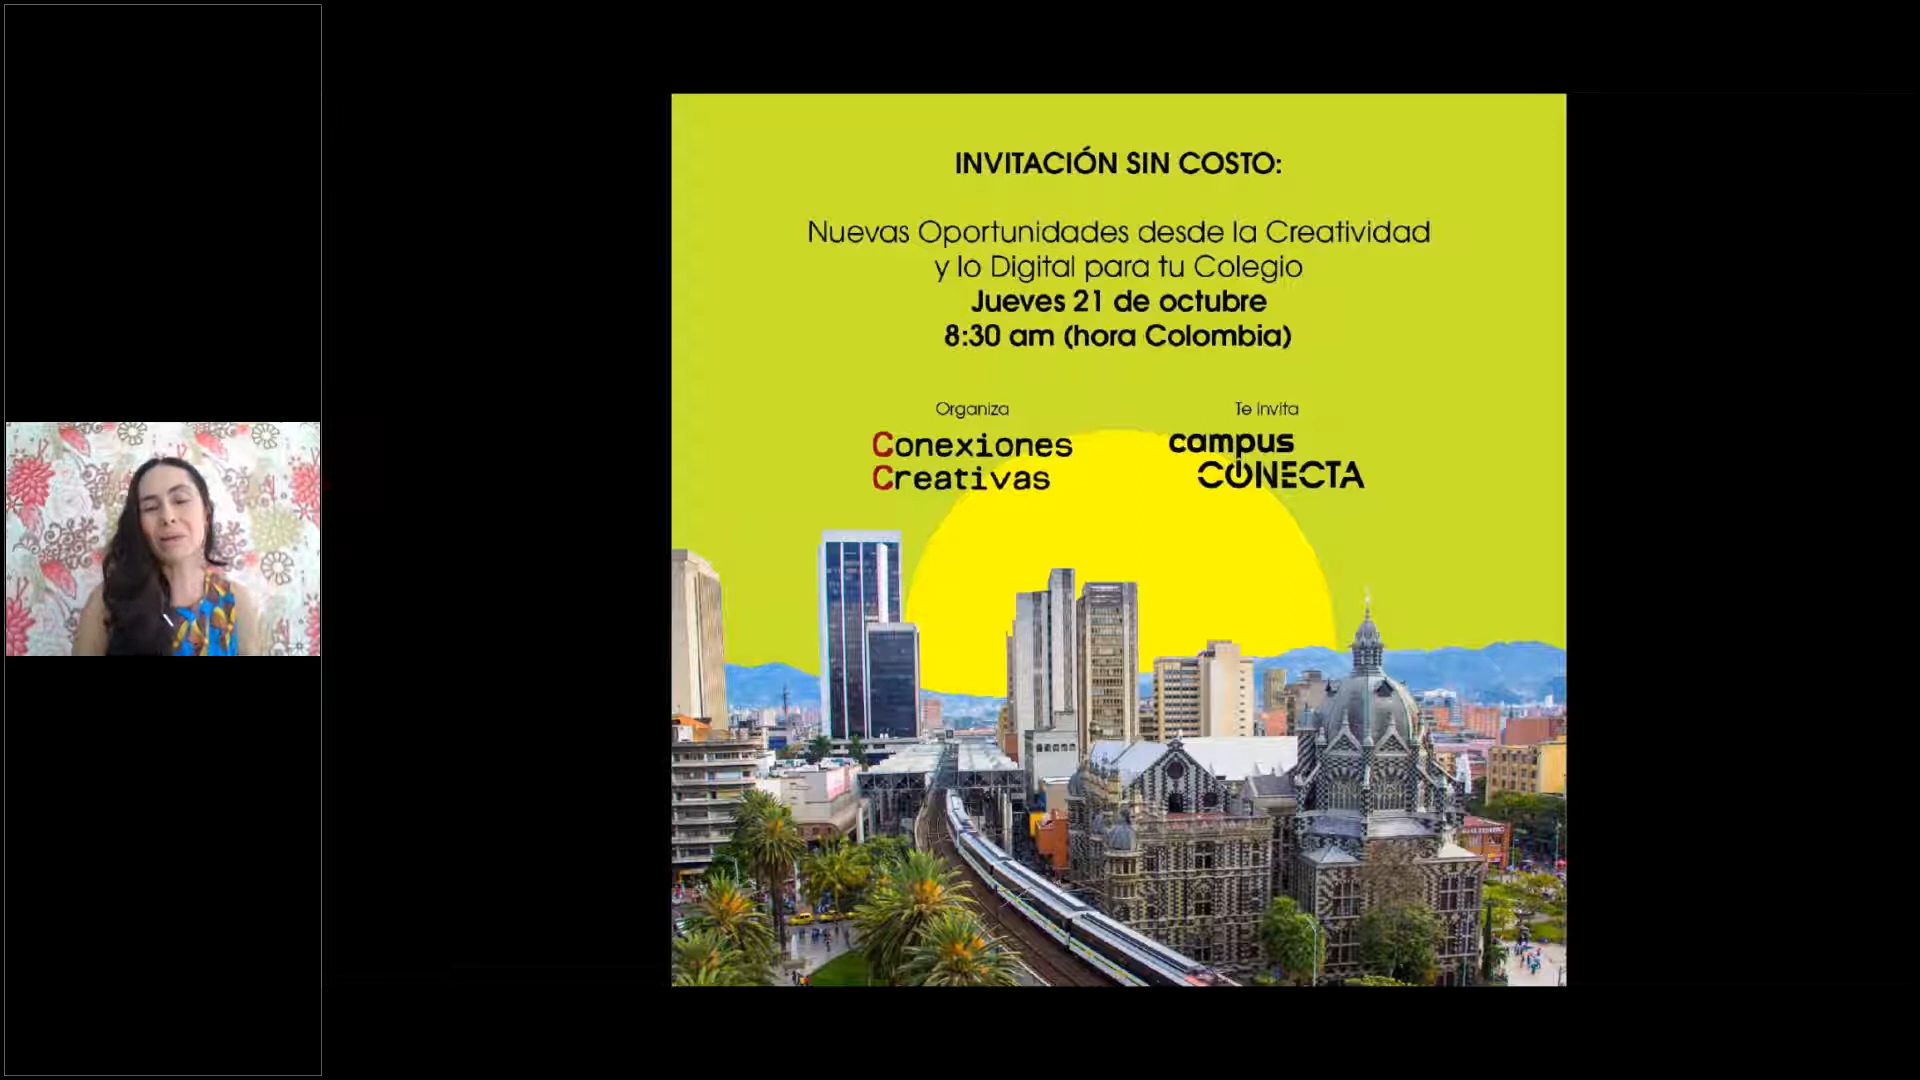 INVITACIÓN SIN COSTO:
Nuevas Oportunidades desde la Creatividad
y lo Digital para tu Colegio
Jueves 21 de octubre
8:30 am (hora Colombia)
Organiza
Te invita
Conexiones
Creativas
campus
CONECTA